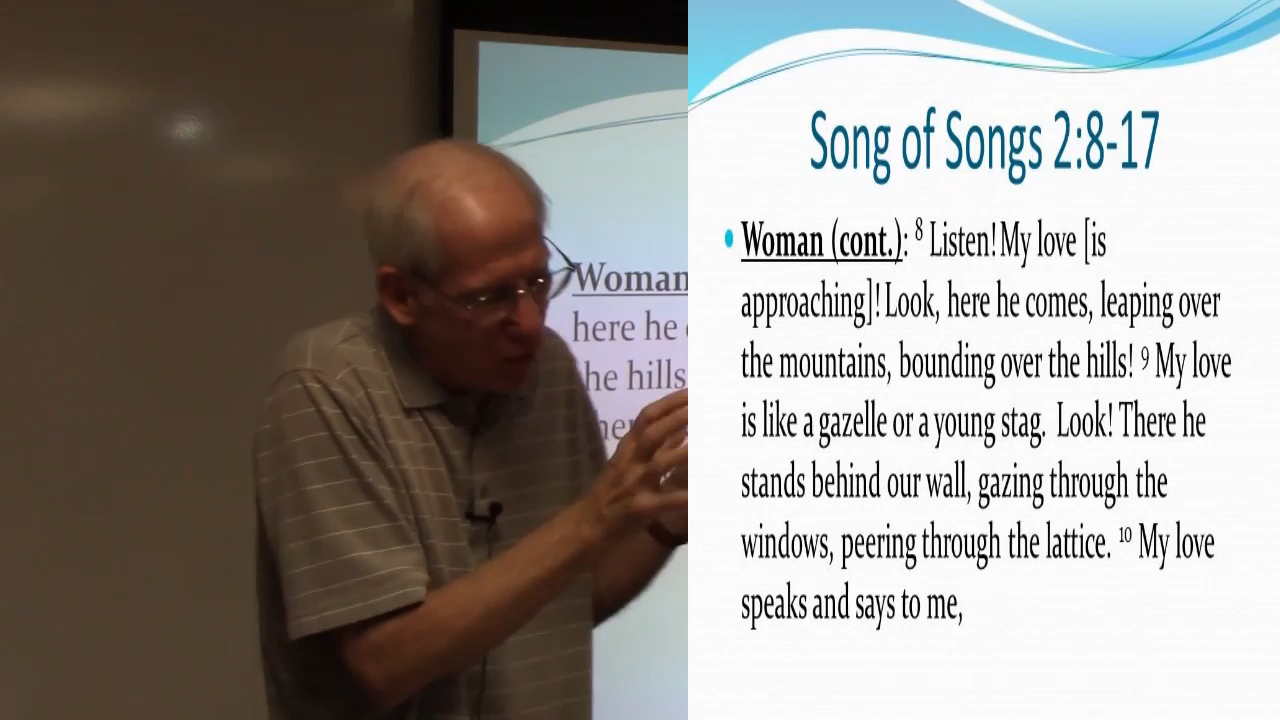 Song of Songs 2:8-17
Woman (cont.): 8 Listen! My love [is
approaching]! Look, here he comes, leaping over
the mountains, bounding over the hills! 9 My love
is like a gazelle or a young stag. Look! There he
stands behind our wall, gazing through the
windows, peering through the lattice. 10 My love
speaks and says to me,
Woman
here he
he hills